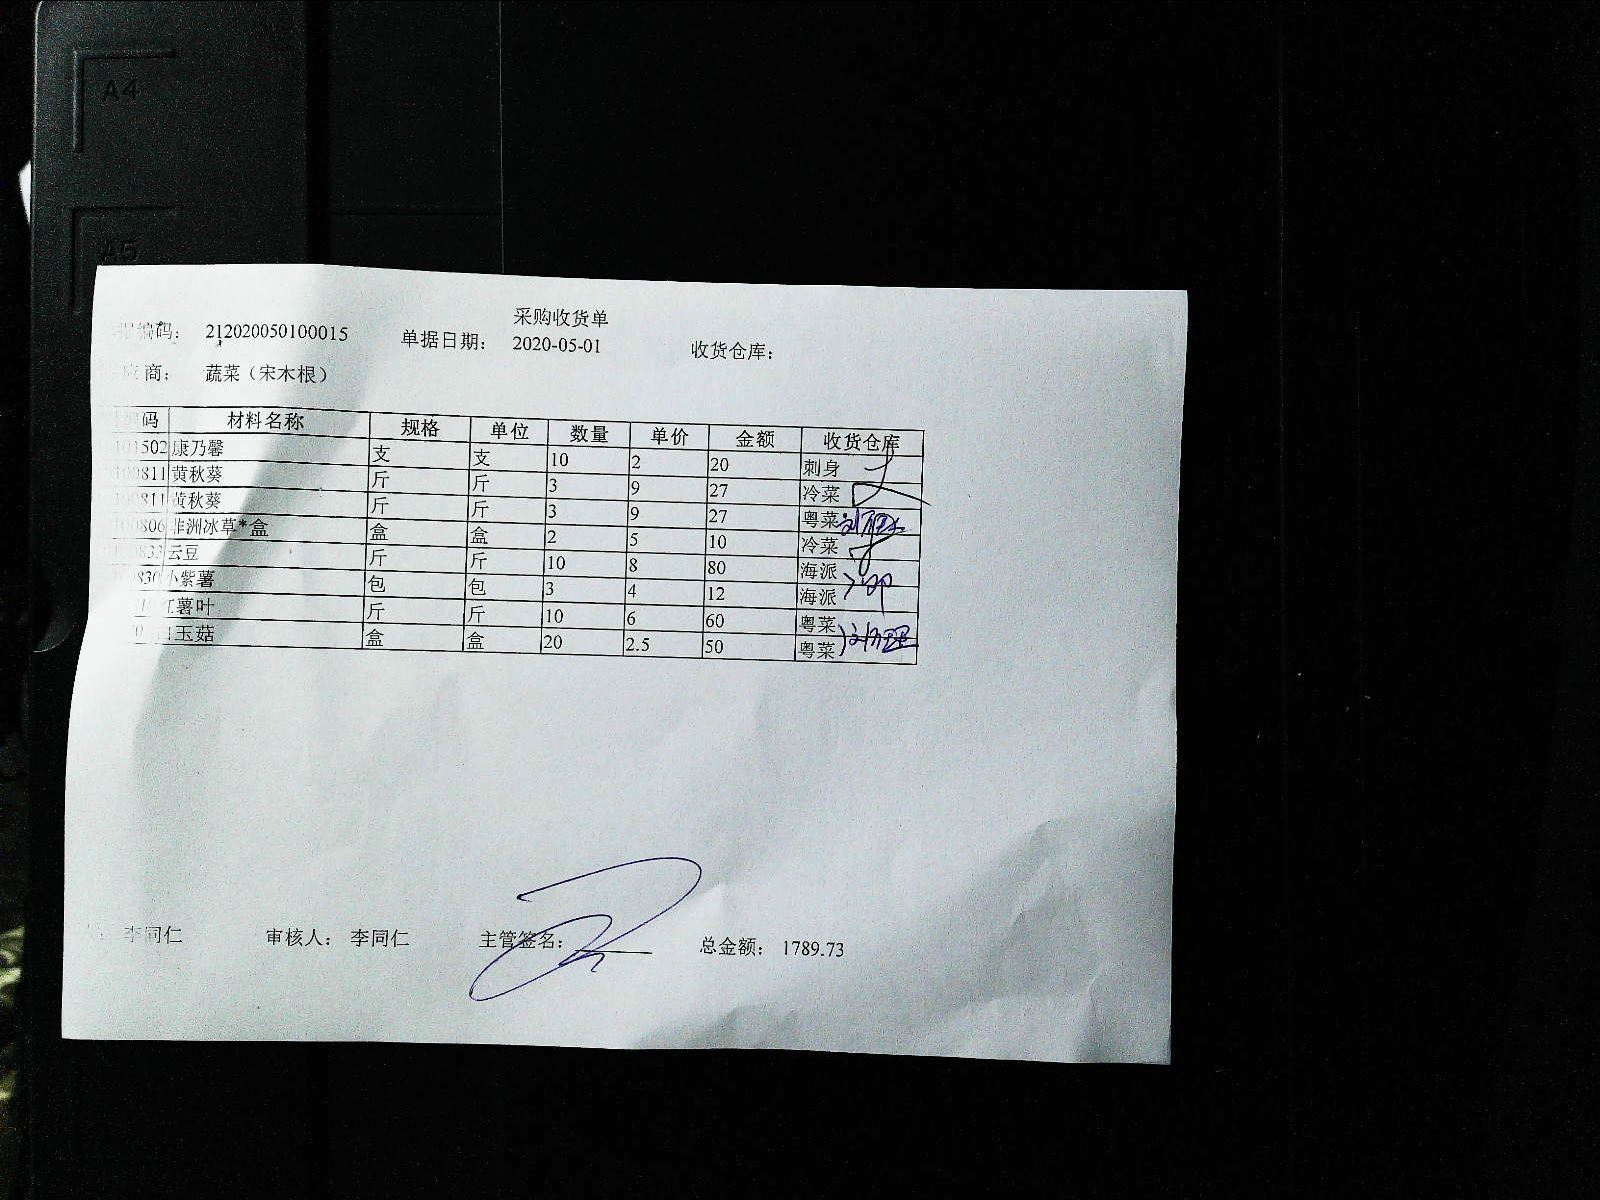 A4
A5
采购收货单
编码： 212020050100015 单据日期： 2020-05-01 收货仓库：
商： 蔬菜（宋木根）
码 材料名称 规格 单位 数量 单价 金额 收货仓库
101502 康乃馨 支 支 10 2 20 刺身
100811 黄秋葵 斤 斤 3 9 27 冷菜
100811 黄秋葵 斤 斤 3 9 27 粤菜
100806 非洲冰草*盒 盒 盒 2 5 10 冷菜
云豆 斤 斤 10 8 80 海派
小紫薯 包 包 3 4 12 海派
红薯叶 斤 斤 10 6 60 粤菜
白玉菇 盒 盒 20 2.5 50 粤菜
李同仁 审核人： 李同仁 主管签名： 总金额： 1789.73